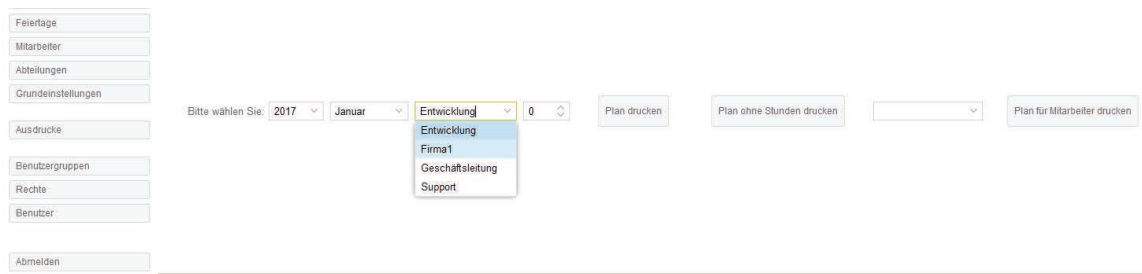 Feiertage
Mitarbeiter
Abteilungen
Grundeinstellungen
Ausdrucke
Benutzergruppen
Rechte
Benutzer
Abmelden
Bitte wählen Sie: 2017 Januar Entwicklung 0 Plan drucken Plan ohne Stunden drucken Plan für Mitarbeiter drucken
Entwicklung
Firma1
Geschäftsleitung
Support